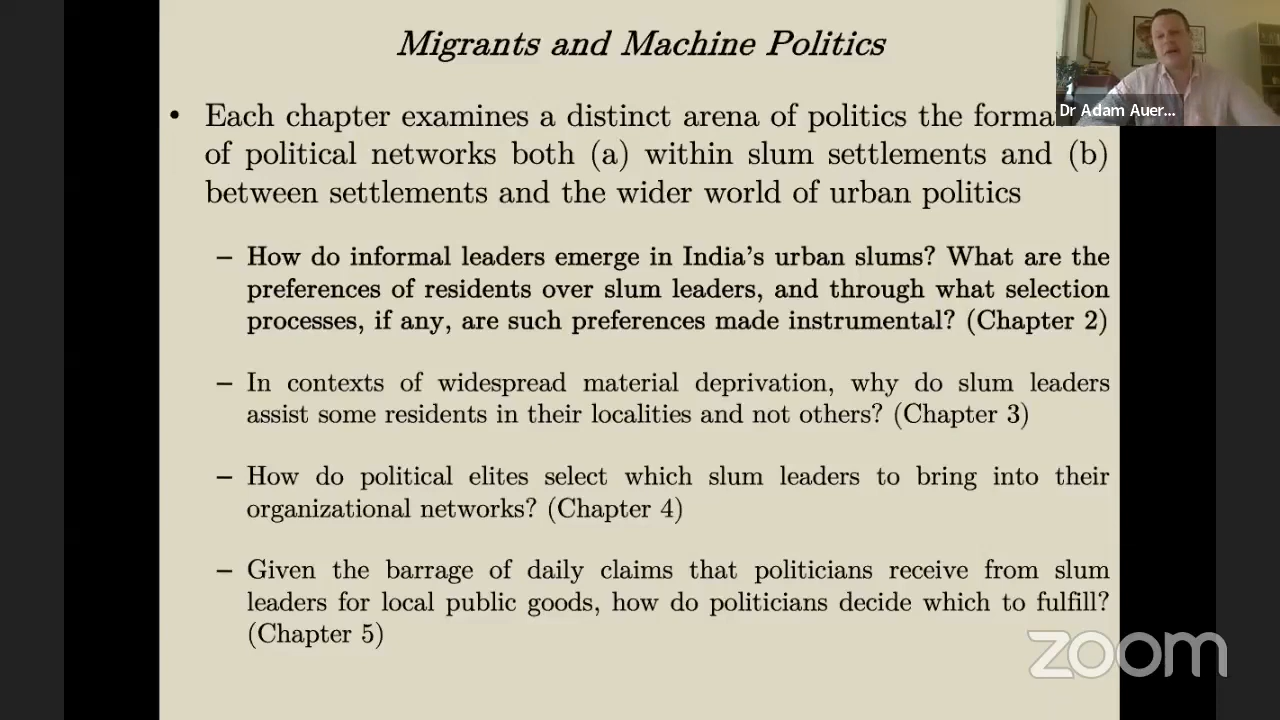 Migrants and Machine Politics
Dr Adam Auer...
• Each chapter examines a distinct arena of politics the forma
of political networks both (a) within slum settlements and (b)
between settlements and the wider world of urban politics
– How do informal leaders emerge in India's urban slums? What are the
preferences of residents over slum leaders, and through what selection
processes, if any, are such preferences made instrumental? (Chapter 2)
– In contexts of widespread material deprivation, why do slum leaders
assist some residents in their localities and not others? (Chapter 3)
– How do political elites select which slum leaders to bring into their
organizational networks? (Chapter 4)
– Given the barrage of daily claims that politicians receive from slum
leaders for local public goods, how do politicians decide which to fulfill?
(Chapter 5)
zoom